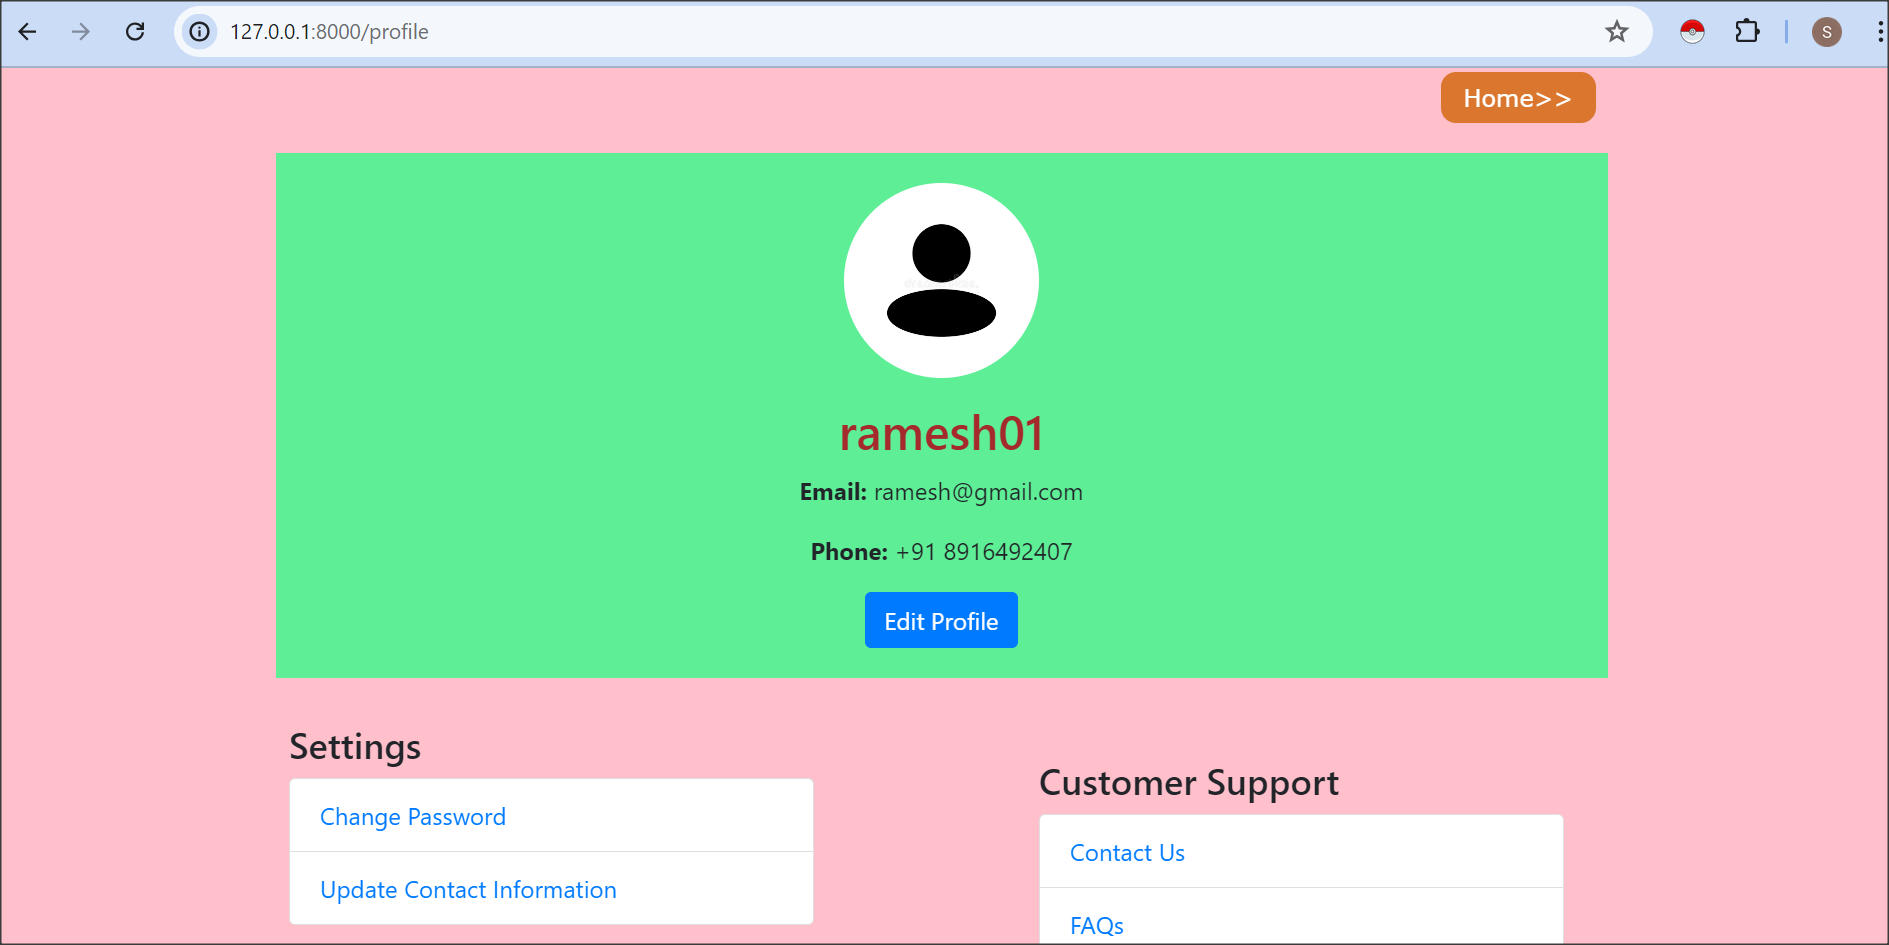 127.0.0.1:8000/profile
S
Home>>
ramesh01
Email: ramesh@gmail.com
Phone: +91 8916492407
Edit Profile
Settings
Change Password
Update Contact Information
Customer Support
Contact Us
FAQs